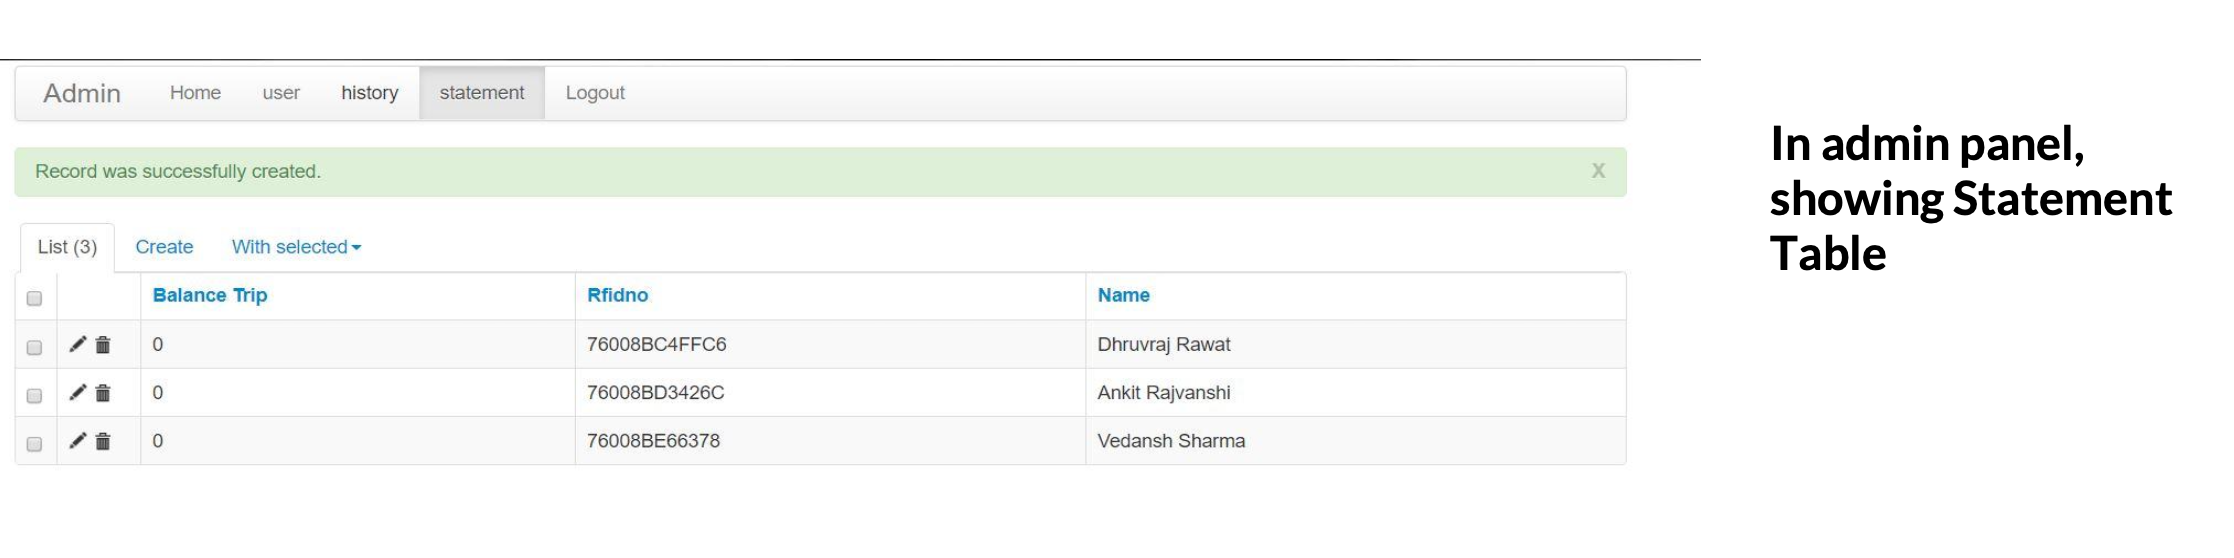 Admin Home user history statement Logout
Record was successfully created. X
List (3) Create With selected
Balance Trip Rfidno Name
0 76008BC4FFC6 Dhruvraj Rawat
0 76008BD3426C Ankit Rajvanshi
0 76008BE66378 Vedansh Sharma
In admin panel,
showing Statement
Table